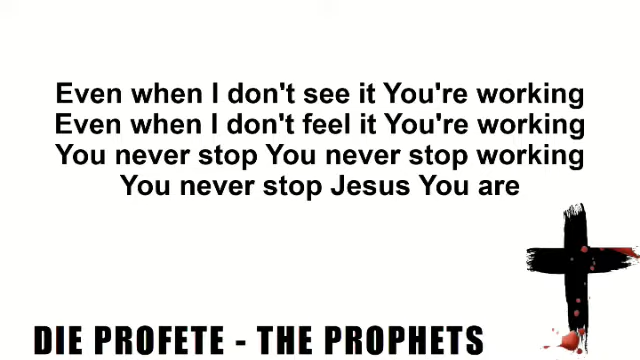 Even when I don't see it You're working
Even when I don't feel it You're working
You never stop You never stop working
You never stop Jesus You are
DIE PROFETE - THE PROPHETS